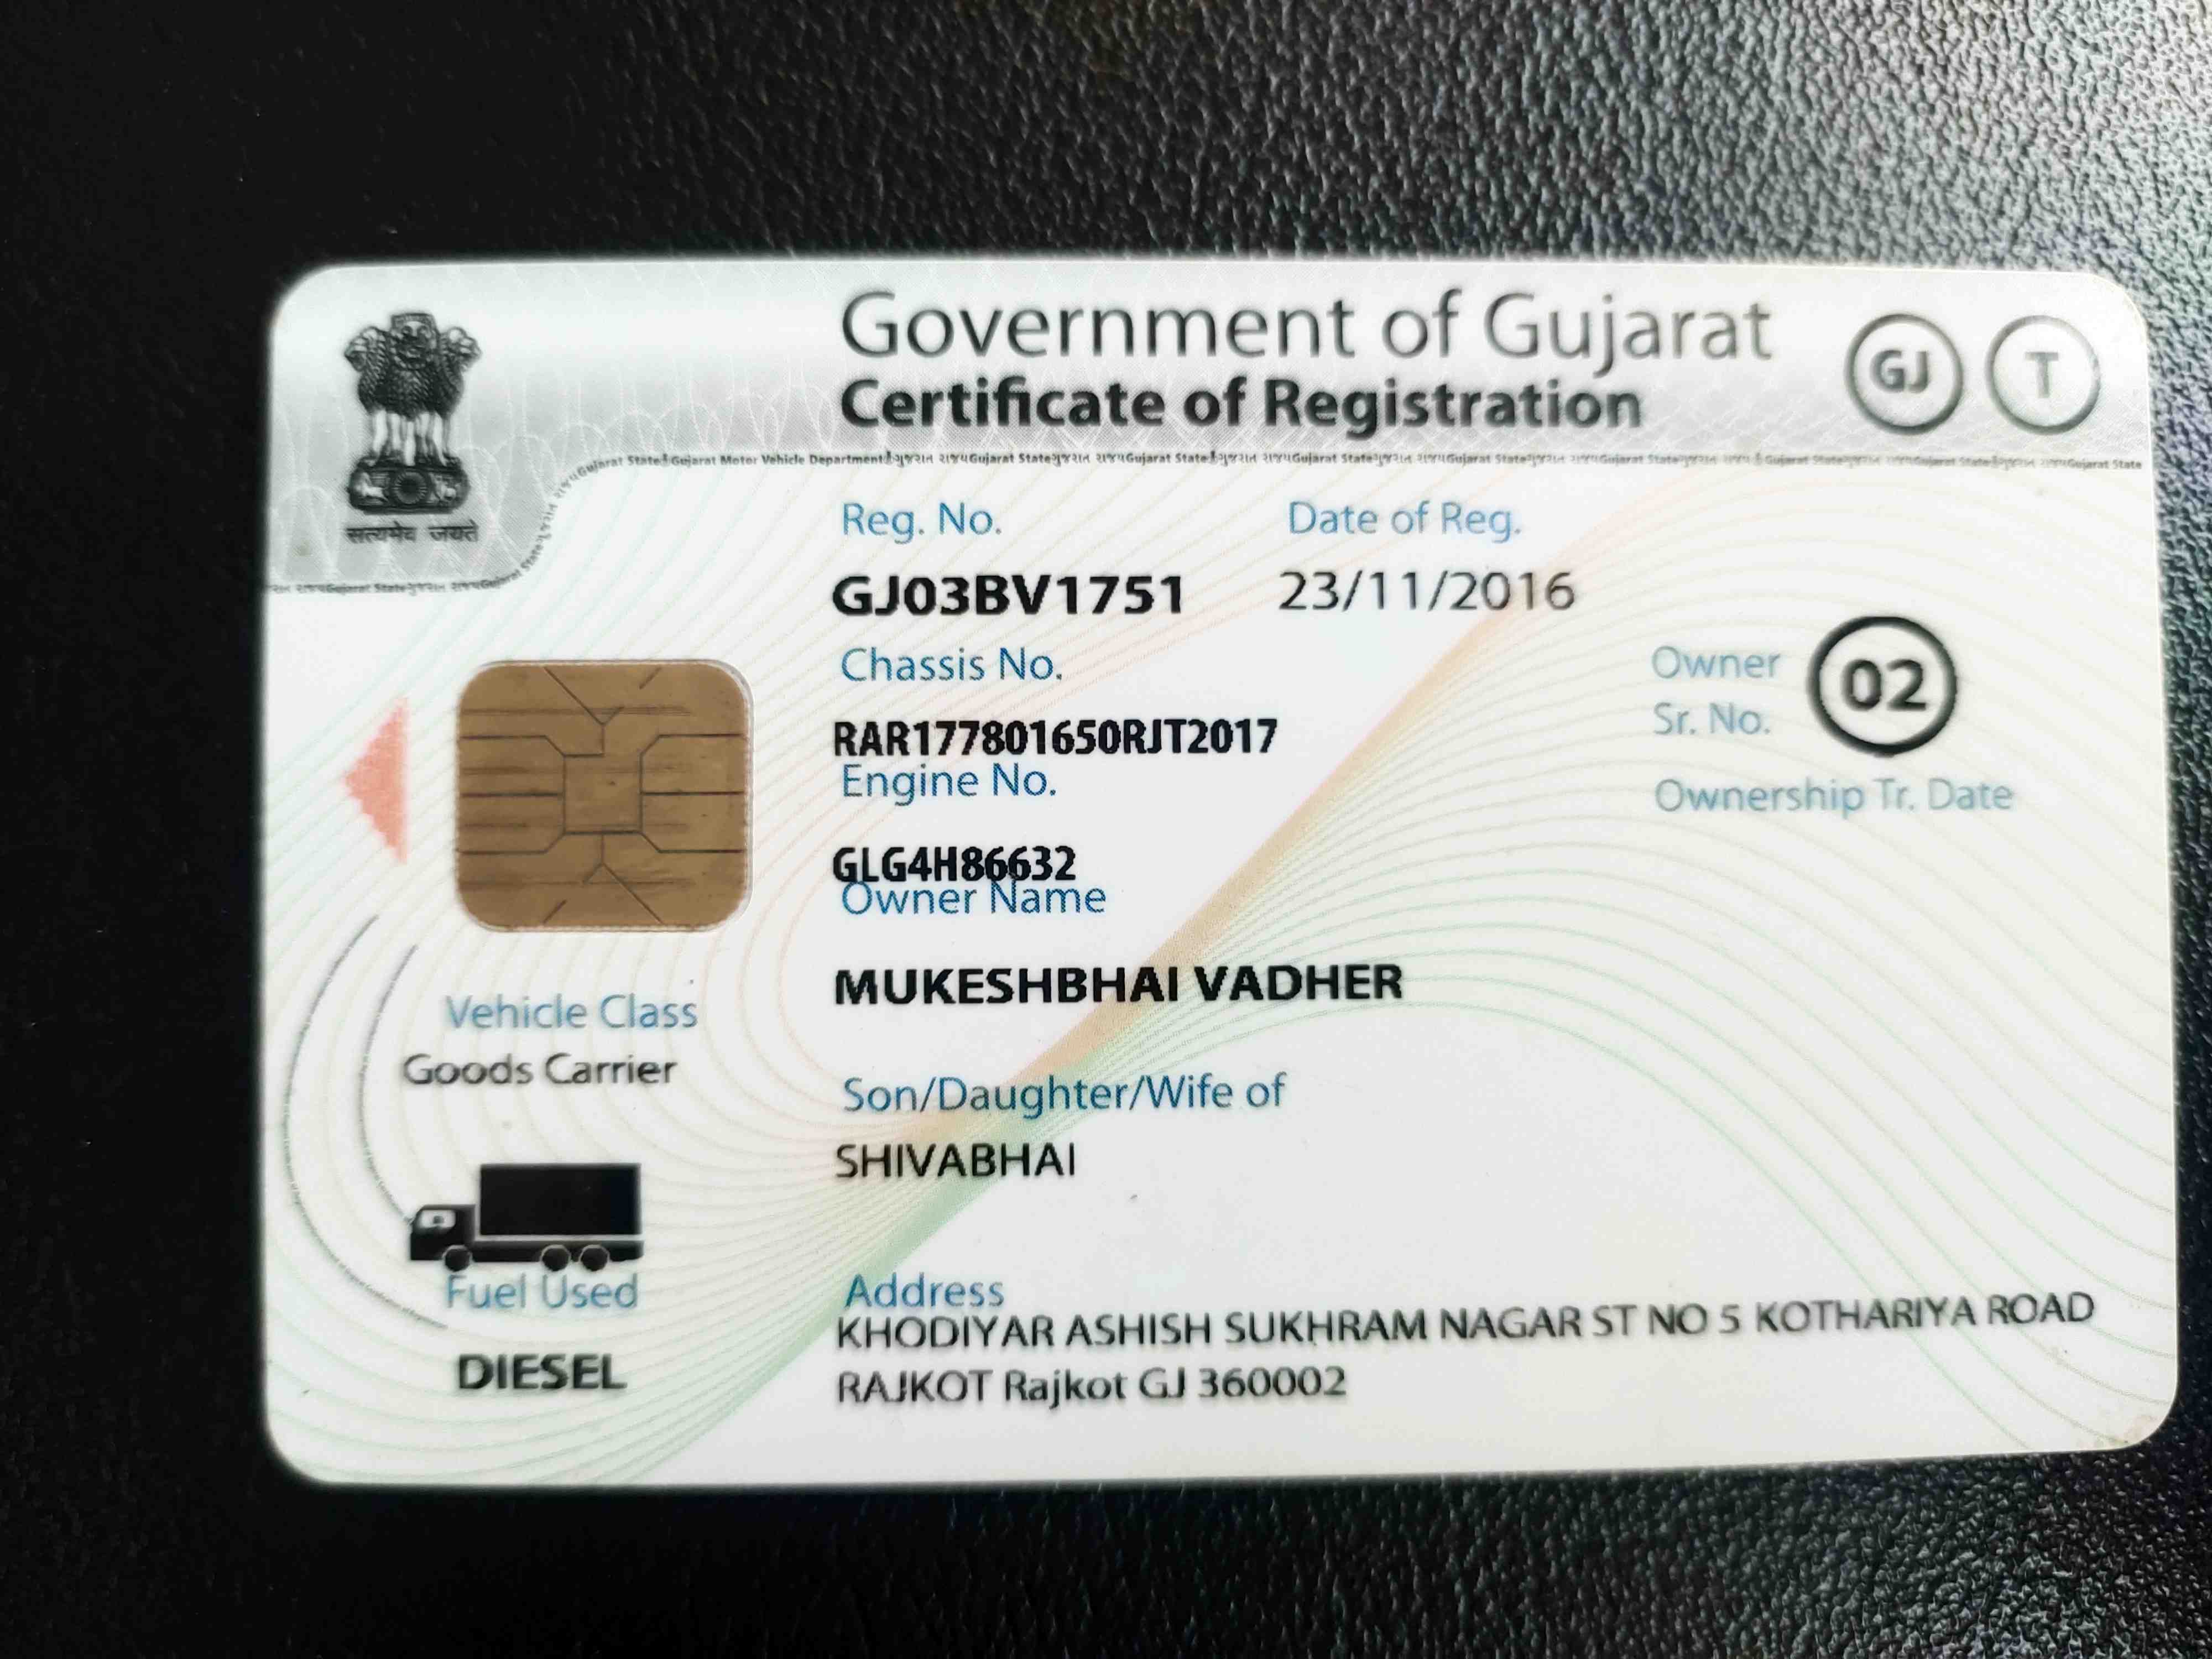 Government of Gujarat
Certificate of Registration
GJ T
सत्यमेव जयते
Reg. No. Date of Reg.
GJ03BV1751 23/11/2016
Chassis No.
RAR177801650RJT2017
Owner
Sr. No. 02
Engine No.
GLG4H86632
Ownership Tr. Date
Owner Name
MUKESHBHAI VADHER
Vehicle Class
Goods Carrier
Son/Daughter/Wife of
SHIVABHAI
Fuel Used
DIESEL
Address
KHODIYAR ASHISH SUKHRAM NAGAR ST NO 5 KOTHARIYA ROAD
RAJKOT Rajkot GJ 360002